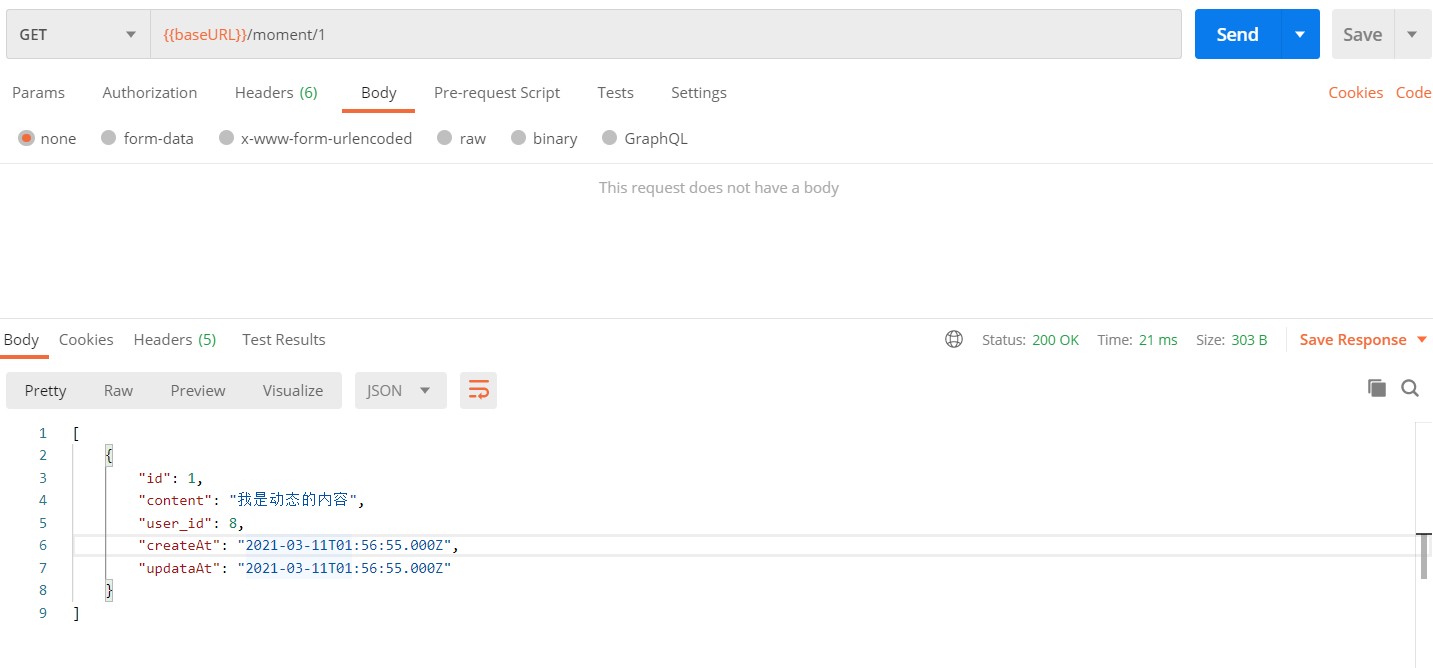 GET {{baseURL}}/moment/1 Send Save
Params Authorization Headers (6) Body Pre-request Script Tests Settings Cookies Code
none form-data x-www-form-urlencoded raw binary GraphQL
This request does not have a body
Body Cookies Headers (5) Test Results Status: 200 OK Time: 21 ms Size: 303 B Save Response
Pretty Raw Preview Visualize JSON
1 [
2 {
3 "id": 1,
4 "content": "我是动态的内容",
5 "user_id": 8,
6 "createAt": "2021-03-11T01:56:55.000Z",
7 "updataAt": "2021-03-11T01:56:55.000Z"
8 }
9 ]